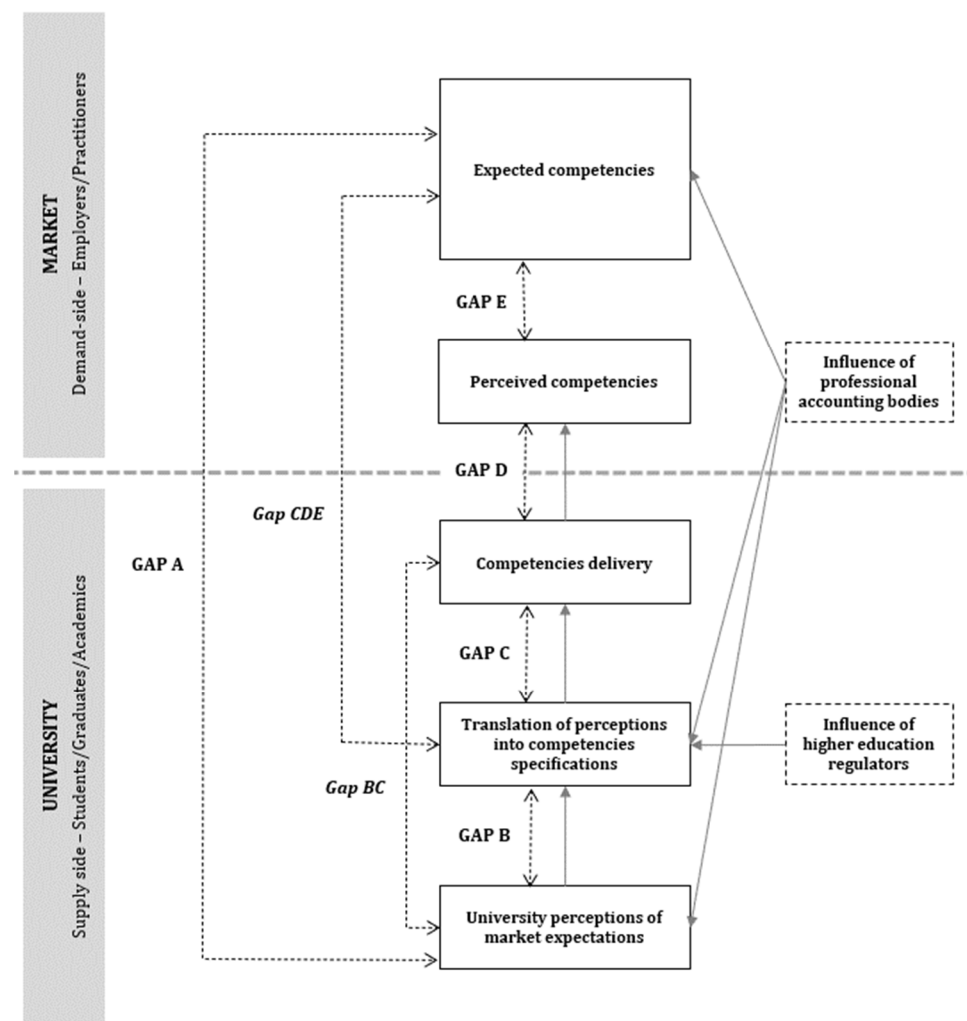 MARKET
Demand-side – Employers/Practitioners
Expected competencies
GAP E
Perceived competencies
Influence of
professional
accounting bodies
GAP D
Gap CDE
GAP A
Competencies delivery
GAP C
UNIVERSITY
Supply side – Students/Graduates/Academics
Translation of perceptions
into competencies
specifications
Influence of
higher education
regulators
Gap BC
GAP B
University perceptions of
market expectations